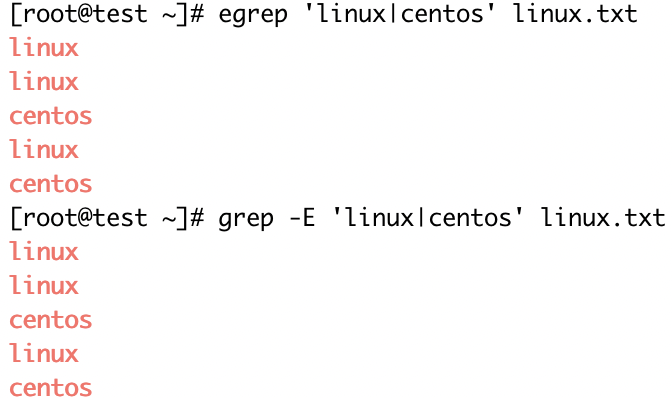 [root@test ~]# egrep 'linux|centos' linux.txt
linux
linux
centos
linux
centos
[root@test ~]# grep -E 'linux|centos' linux.txt
linux
linux
centos
linux
centos